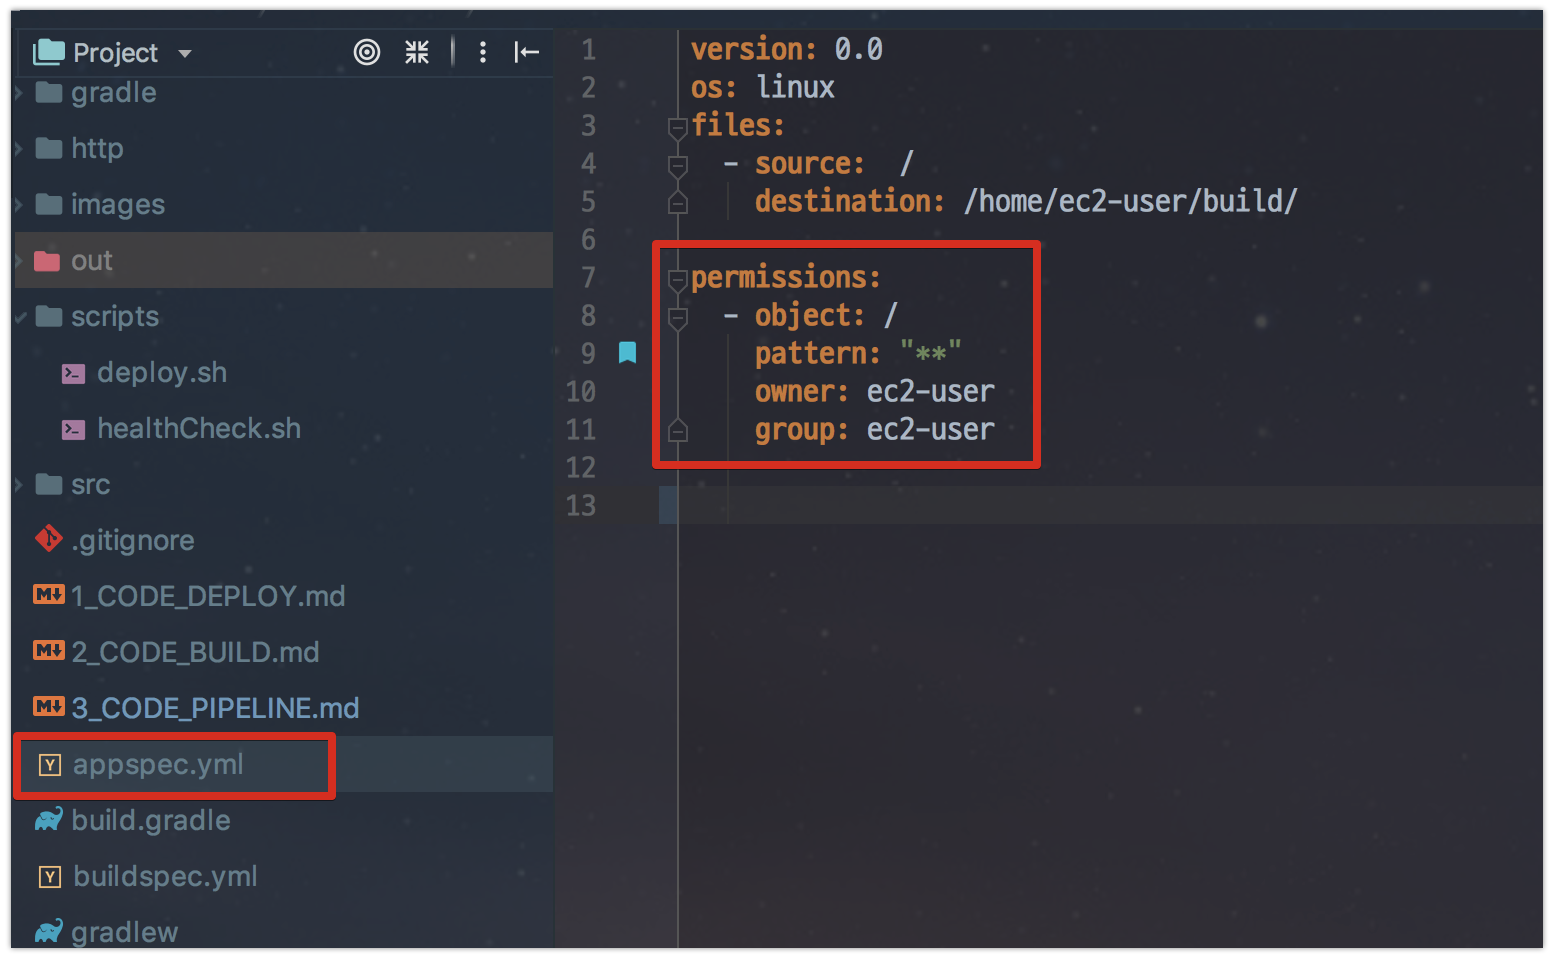 Project
gradle
http
images
out
scripts
deploy.sh
healthCheck.sh
src
.gitignore
1_CODE_DEPLOY.md
2_CODE_BUILD.md
3_CODE_PIPELINE.md
appspec.yml
build.gradle
buildspec.yml
gradlew
1 version: 0.0
2 os: linux
3 files:
4 - source:  /
5 destination: /home/ec2-user/build/
6
7 permissions:
8 - object: /
9 pattern: "**"
10 owner: ec2-user
11 group: ec2-user
12
13